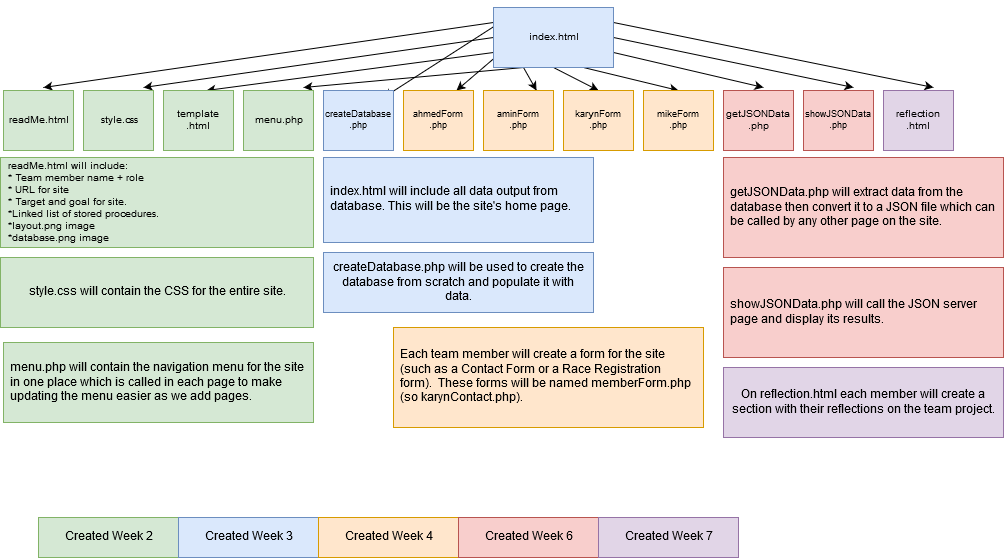 index.html
readMe.html
style.css
template
.html
menu.php
createDatabase
.php
ahmedForm
.php
aminForm
.php
karynForm
.php
mikeForm
.php
getJSONData
.php
showJSONData
.php
reflection
.html
readMe.html will include:
* Team member name + role
* URL for site
* Target and goal for site.
*Linked list of stored procedures.
*layout.png image
*database.png image
style.css will contain the CSS for the entire site.
menu.php will contain the navigation menu for the site
in one place which is called in each page to make
updating the menu easier as we add pages.
index.html will include all data output from
database. This will be the site's home page.
createDatabase.php will be used to create the
database from scratch and populate it with
data.
Each team member will create a form for the site
(such as a Contact Form or a Race Registration
form).  These forms will be named memberForm.php
(so karynContact.php).
getJSONData.php will extract data from the
database then convert it to a JSON file which can
be called by any other page on the site.
showJSONData.php will call the JSON server
page and display its results.
On reflection.html each member will create a
section with their reflections on the team project.
Created Week 2
Created Week 3
Created Week 4
Created Week 6
Created Week 7